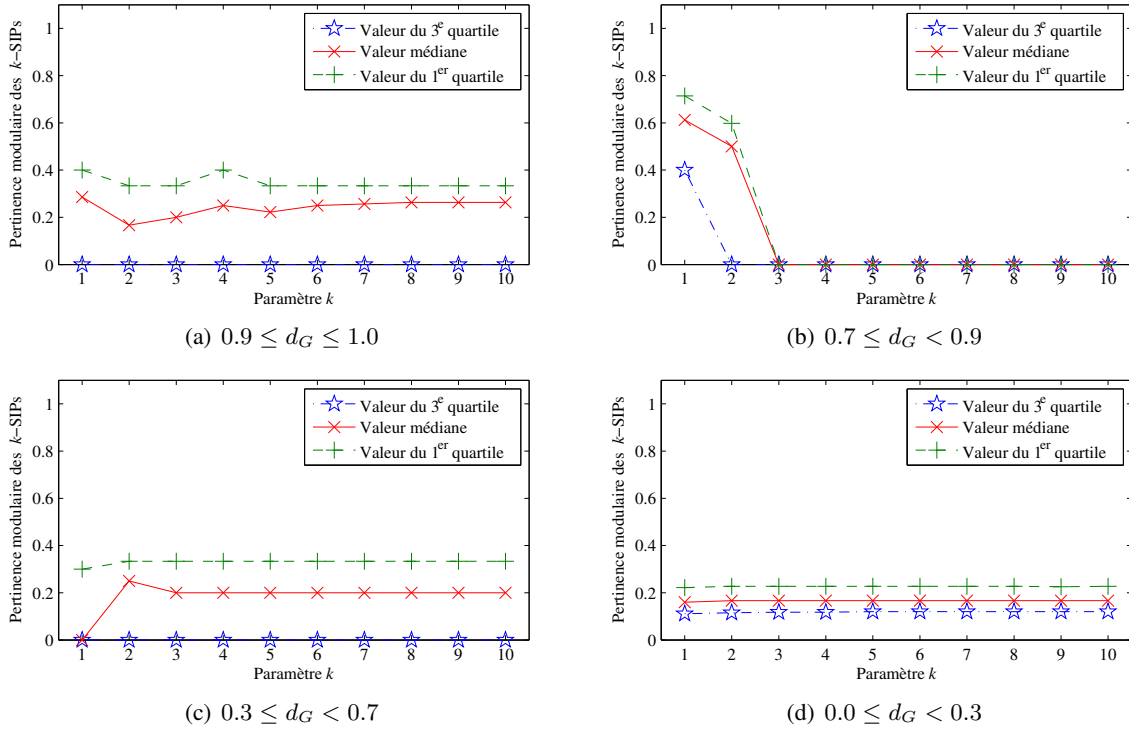 1
0.8
0.6
0.4
0.2
0
Pertinence modulaire des k−SIPs
Valeur du 3e quartile
Valeur médiane
Valeur du 1er quartile
1 2 3 4 5 6 7 8 9 10
Paramètre k
(a) 0.9 ≤ dG ≤ 1.0
1
0.8
0.6
0.4
0.2
0
Pertinence modulaire des k−SIPs
Valeur du 3e quartile
Valeur médiane
Valeur du 1er quartile
1 2 3 4 5 6 7 8 9 10
Paramètre k
(b) 0.7 ≤ dG < 0.9
1
0.8
0.6
0.4
0.2
0
Pertinence modulaire des k−SIPs
Valeur du 3e quartile
Valeur médiane
Valeur du 1er quartile
1 2 3 4 5 6 7 8 9 10
Paramètre k
(c) 0.3 ≤ dG < 0.7
1
0.8
0.6
0.4
0.2
0
Pertinence modulaire des k−SIPs
Valeur du 3e quartile
Valeur médiane
Valeur du 1er quartile
1 2 3 4 5 6 7 8 9 10
Paramètre k
(d) 0.0 ≤ dG < 0.3